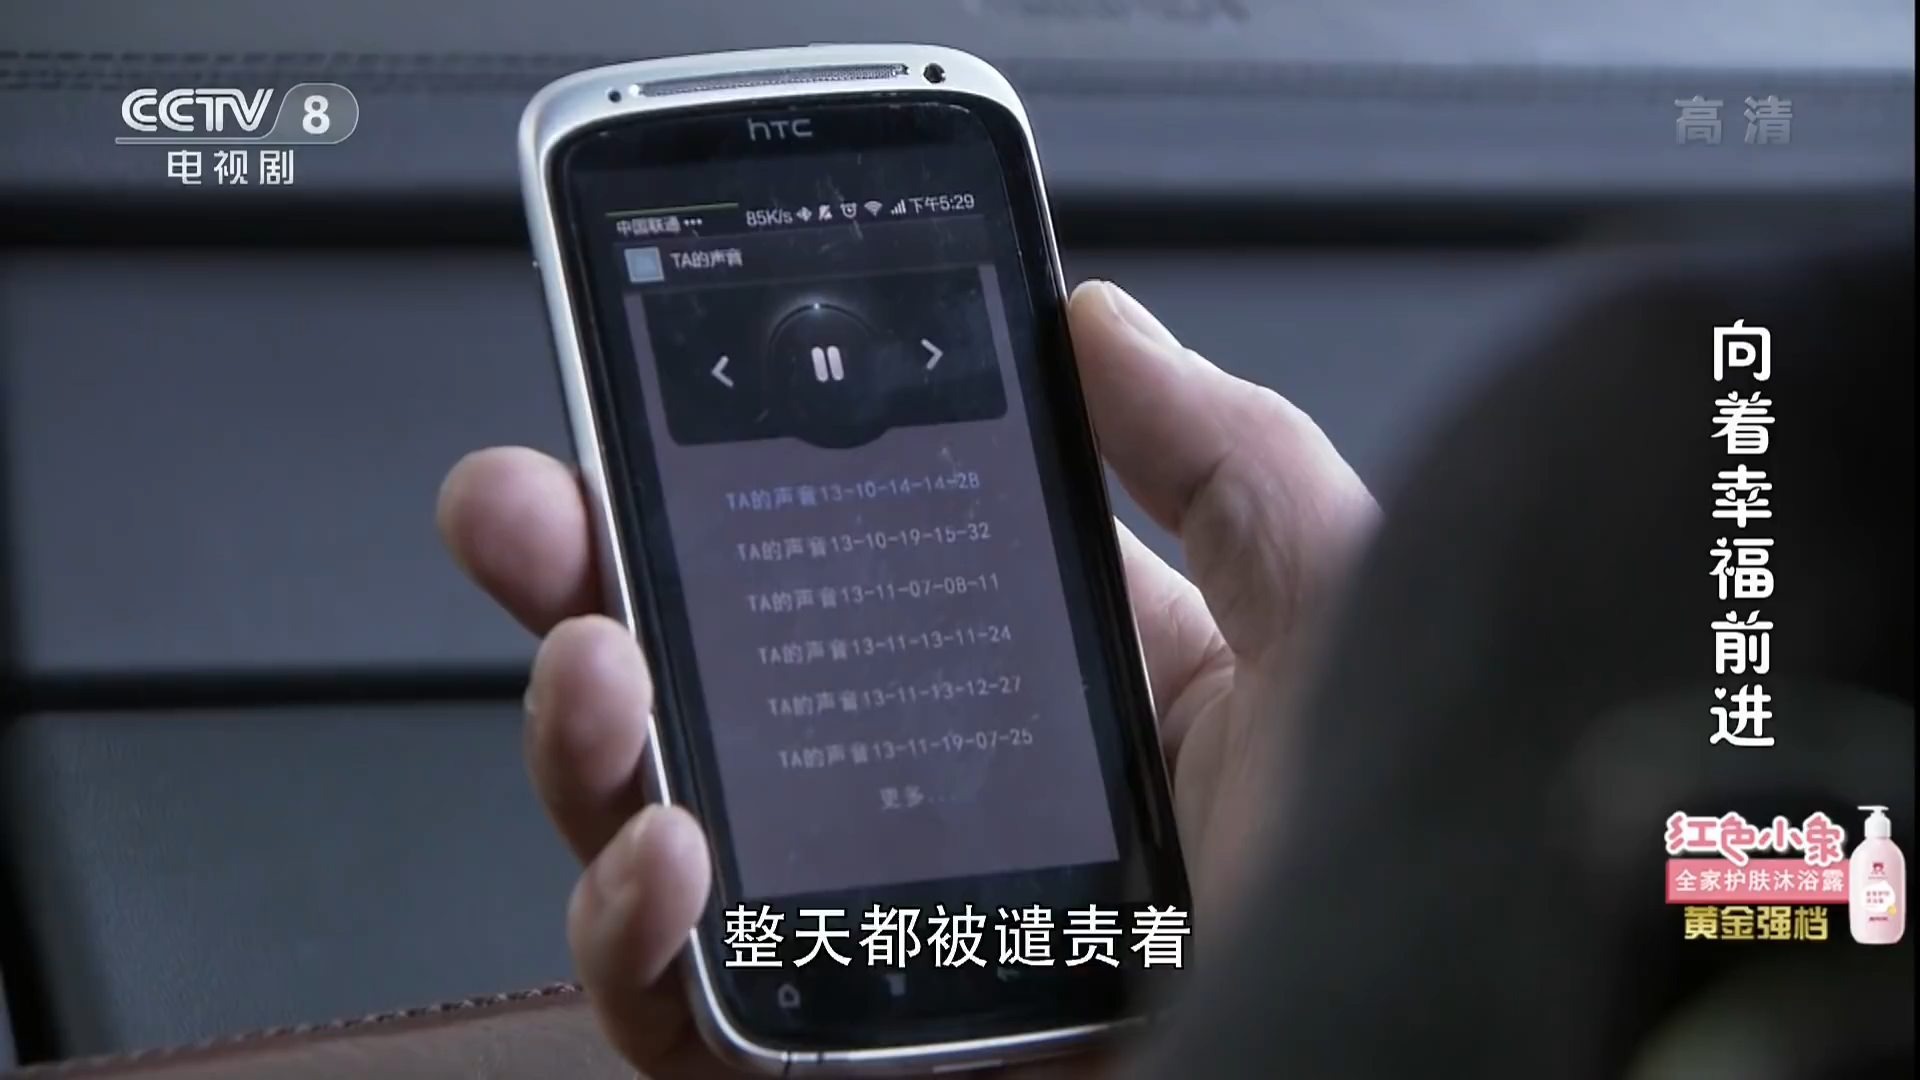 CCTV 8
电视剧
高清
hTC
中国联通... 85K/s 下午5:29
TA的声音
TA的声音13-10-14-14-28
TA的声音13-10-19-15-32
TA的声音13-11-07-08-11
TA的声音13-11-13-11-24
TA的声音13-11-13-12-27
TA的声音13-11-19-07-25
更多...
向着幸福前进
红色小象
全家护肤沐浴露
黄金强档
整天都被谴责着